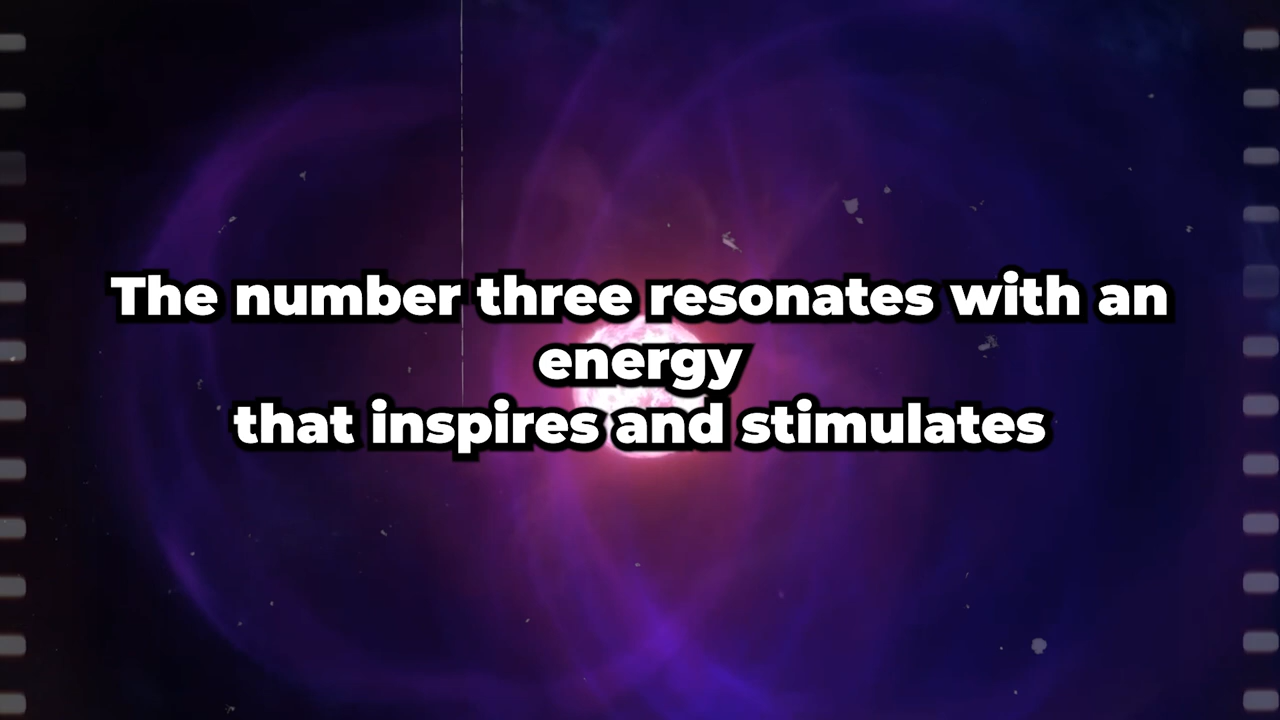 The number three resonates with an
energy
that inspires and stimulates